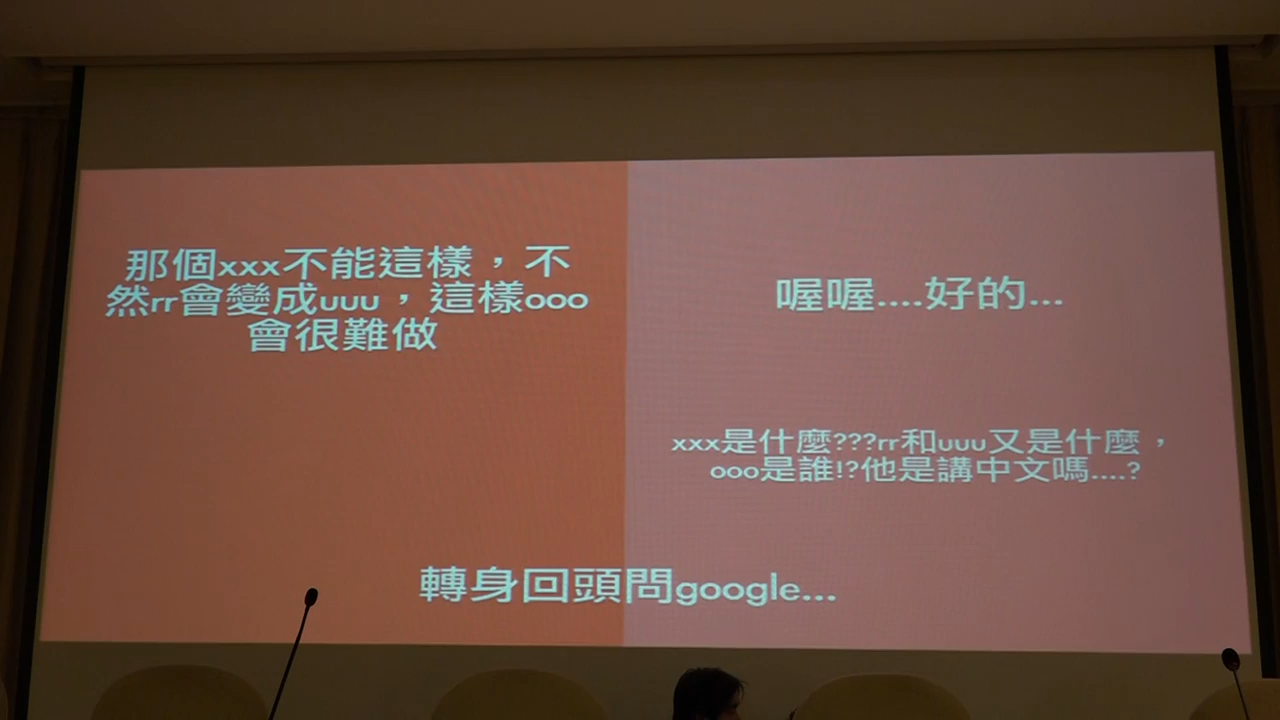 那個xxx不能這樣，不
然rr會變成uuu，這樣ooo
會很難做
喔喔....好的...
xxx是什麼???rr和uuu又是什麼，
ooo是誰!?他是講中文嗎....?
轉身回頭問google...